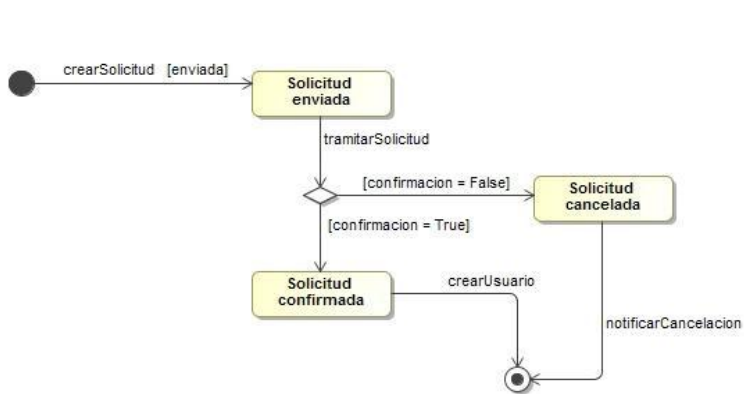 crearSolicitud [enviada]
Solicitud
enviada
tramitarSolicitud
[confirmacion = False]
Solicitud
cancelada
[confirmacion = True]
Solicitud
confirmada
crearUsuario
notificarCancelacion